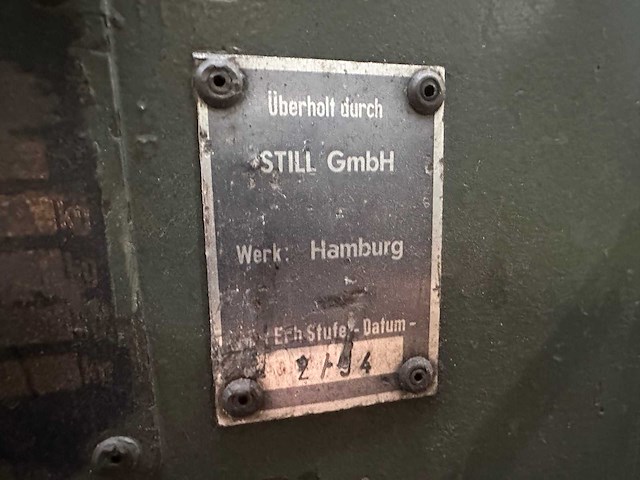 Überholt durch
STILL GmbH
Werk: Hamburg
Stufe - Datum -
2/94